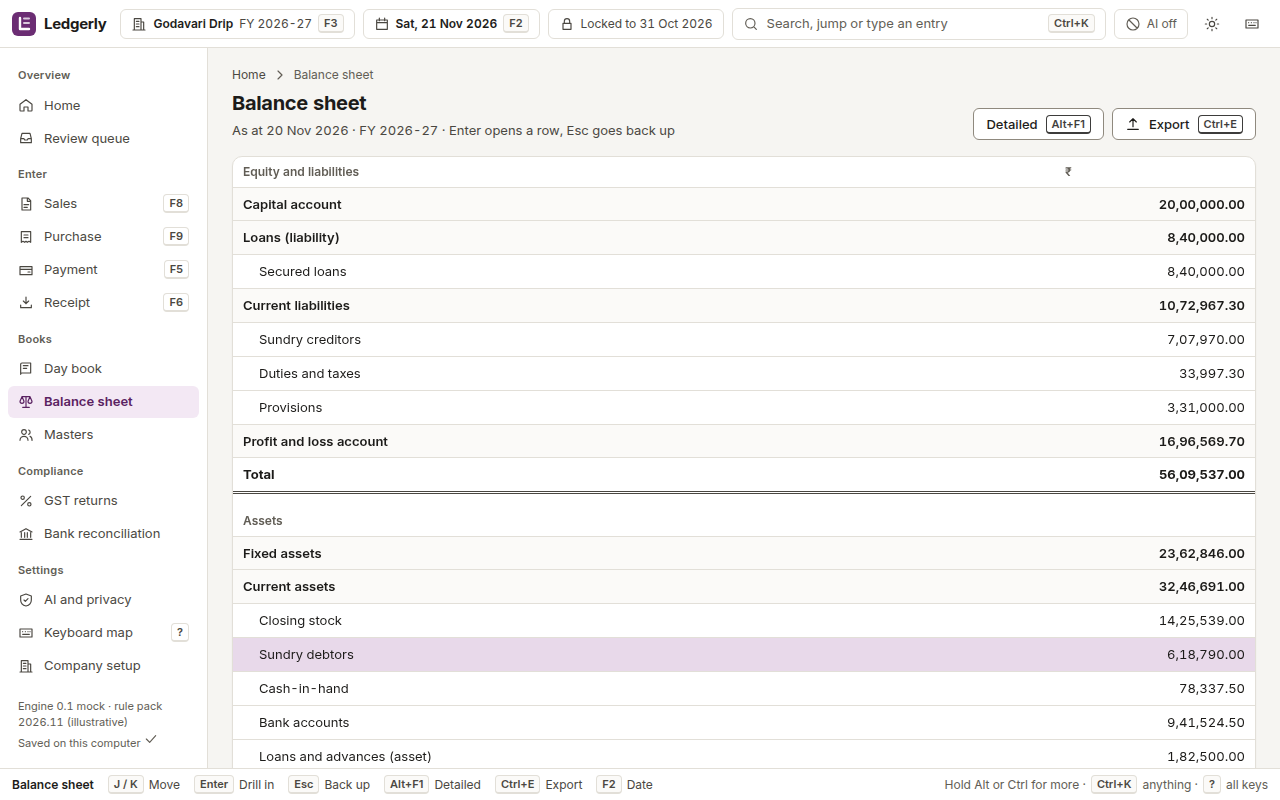 Ledgerly
Godavari Drip FY 2026-27 F3
Sat, 21 Nov 2026 F2
Locked to 31 Oct 2026
Search, jump or type an entry Ctrl+K
AI off
Overview
Home
Review queue
Enter
Sales F8
Purchase F9
Payment F5
Receipt F6
Books
Day book
Balance sheet
Masters
Compliance
GST returns
Bank reconciliation
Settings
AI and privacy
Keyboard map ?
Company setup
Engine 0.1 mock · rule pack
2026.11 (illustrative)
Saved on this computer
Home > Balance sheet
Balance sheet
As at 20 Nov 2026 · FY 2026-27 · Enter opens a row, Esc goes back up
Detailed Alt+F1
Export Ctrl+E
Equity and liabilities ₹
Capital account 20,00,000.00
Loans (liability) 8,40,000.00
Secured loans 8,40,000.00
Current liabilities 10,72,967.30
Sundry creditors 7,07,970.00
Duties and taxes 33,997.30
Provisions 3,31,000.00
Profit and loss account 16,96,569.70
Total 56,09,537.00
Assets
Fixed assets 23,62,846.00
Current assets 32,46,691.00
Closing stock 14,25,539.00
Sundry debtors 6,18,790.00
Cash-in-hand 78,337.50
Bank accounts 9,41,524.50
Loans and advances (asset) 1,82,500.00
Balance sheet J / K Move Enter Drill in Esc Back up Alt+F1 Detailed Ctrl+E Export F2 Date
Hold Alt or Ctrl for more · Ctrl+K anything · ? all keys